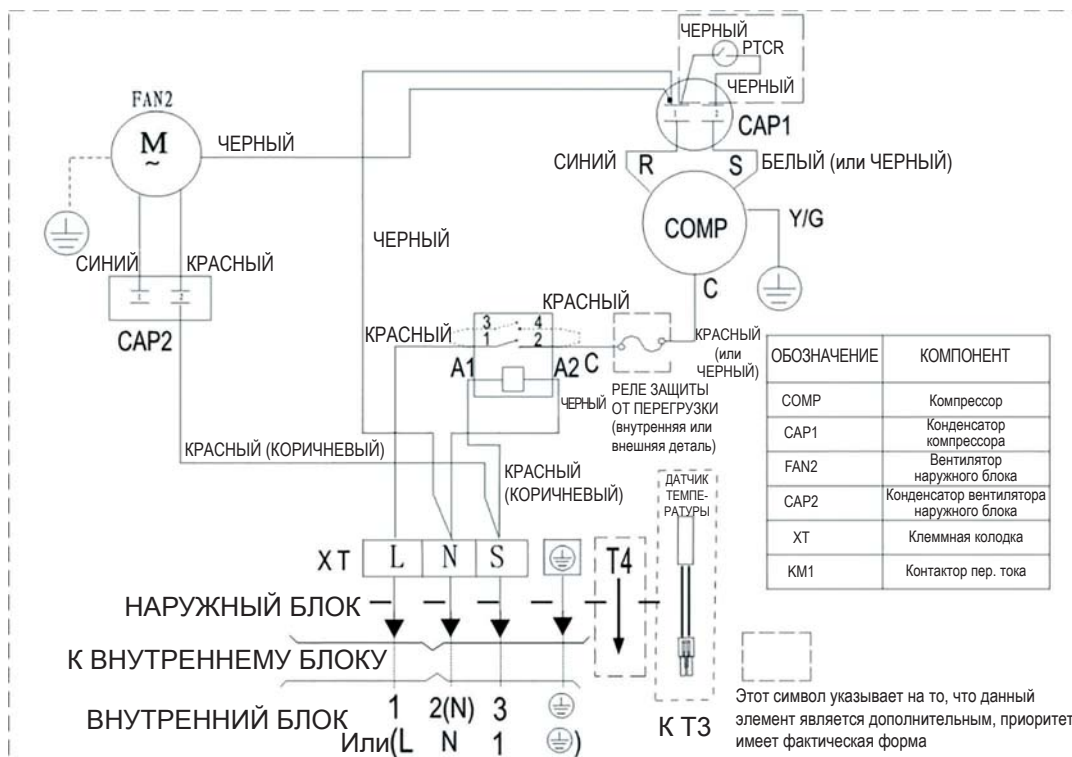 ЧЕРНЫЙ
PTCR
ЧЕРНЫЙ
FAN2
M
~
ЧЕРНЫЙ
1 2
CAP1
СИНИЙ R S БЕЛЫЙ (или ЧЕРНЫЙ)
COMP
Y/G
ЧЕРНЫЙ
СИНИЙ КРАСНЫЙ
1 2
CAP2
C
КРАСНЫЙ
КРАСНЫЙ
3 4
1 2
A1 A2 C
КРАСНЫЙ
(или
ЧЕРНЫЙ)
ЧЕРНЫЙ
РЕЛЕ ЗАЩИТЫ
ОТ ПЕРЕГРУЗКИ
(внутренняя или
внешняя деталь)
КРАСНЫЙ (КОРИЧНЕВЫЙ)
КРАСНЫЙ
(КОРИЧНЕВЫЙ)
ДАТЧИК
ТЕМПЕ-
РАТУРЫ
ОБОЗНАЧЕНИЕ КОМПОНЕНТ
COMP Компрессор
CAP1 Конденсатор
компрессора
FAN2 Вентилятор
наружного блока
CAP2 Конденсатор вентилятора
наружного блока
XT Клеммная колодка
KM1 Контактор пер. тока
XT L N S
T4
НАРУЖНЫЙ БЛОК
К ВНУТРЕННЕМУ БЛОКУ
ВНУТРЕННИЙ БЛОК 1 2(N) 3
Или(L N 1 )
К Т3
Этот символ указывает на то, что данный
элемент является дополнительным, приоритет
имеет фактическая форма